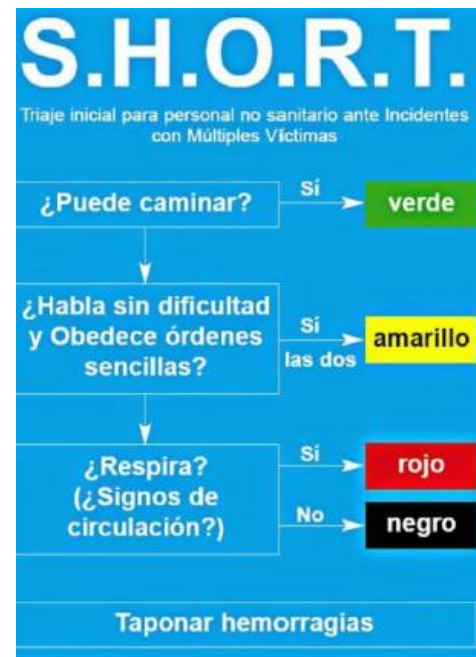 S.H.O.R.T.
Triaje inicial para personal no sanitario ante Incidentes
con Múltiples Víctimas
¿Puede caminar?
Sí
verde
¿Habla sin dificultad
y Obedece órdenes
sencillas?
Sí
las dos
amarillo
¿Respira?
(¿Signos de
circulación?)
Sí
rojo
No
negro
Taponar hemorragias